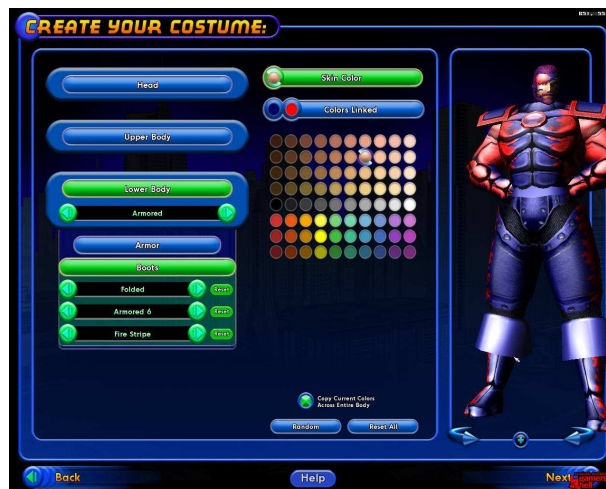 CREATE YOUR COSTUME:
Head
Skin Color
Colors Linked
Upper Body
Lower Body
Armored
Armor
Boots
Folded
Reset
Armored 6
Reset
Fire Stripe
Reset
Copy Current Colors
Across Entire Body
Random
Reset All
Back
Help
Next